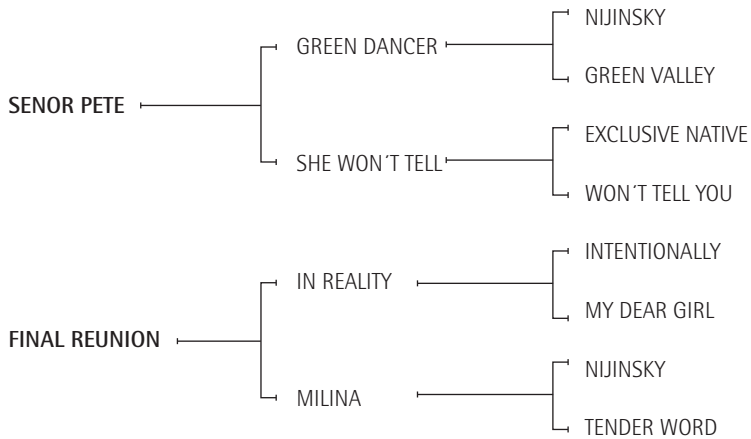 NIJINSKY
GREEN DANCER
GREEN VALLEY
SENOR PETE
EXCLUSIVE NATIVE
SHE WON´T TELL
WON´T TELL YOU
INTENTIONALLY
IN REALITY
MY DEAR GIRL
FINAL REUNION
NIJINSKY
MILINA
TENDER WORD